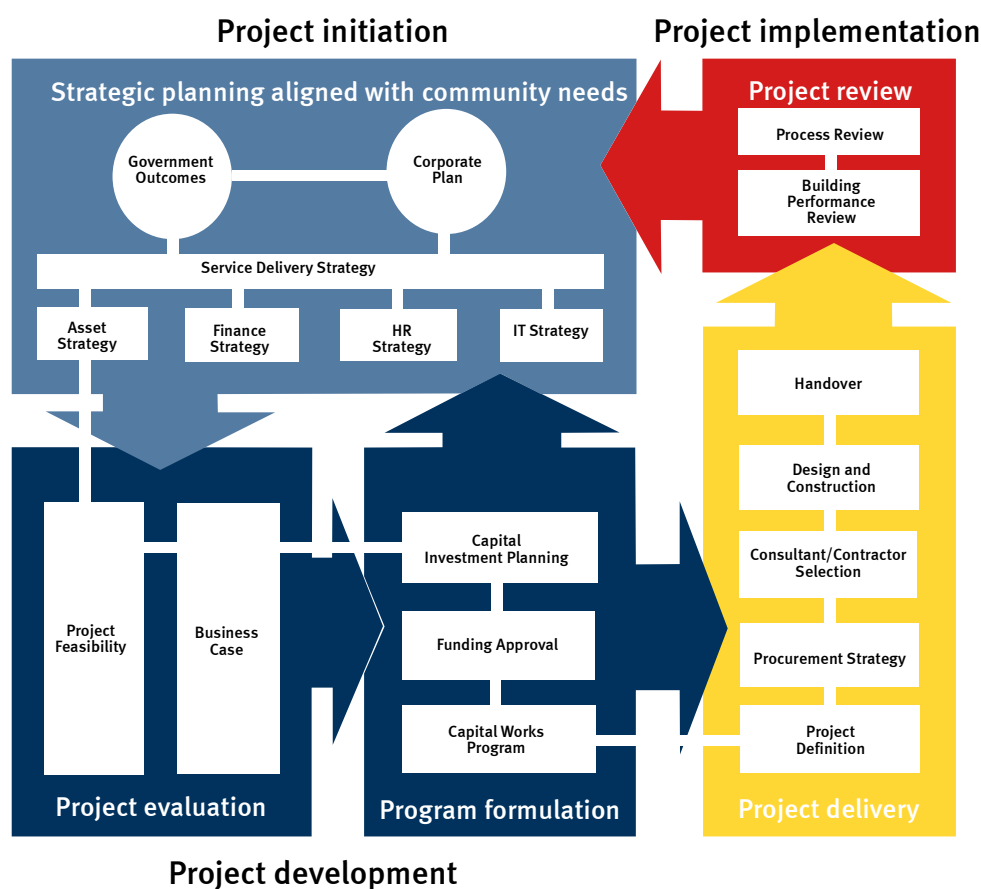 Project initiation
Project implementation
Strategic planning aligned with community needs
Government
Outcomes
Corporate
Plan
Service Delivery Strategy
Asset
Strategy
Finance
Strategy
HR
Strategy
IT Strategy
Project review
Process Review
Building
Performance
Review
Project
Feasibility
Business
Case
Project evaluation
Capital
Investment Planning
Funding Approval
Capital Works
Program
Program formulation
Handover
Design and
Construction
Consultant/Contractor
Selection
Procurement Strategy
Project
Definition
Project delivery
Project development